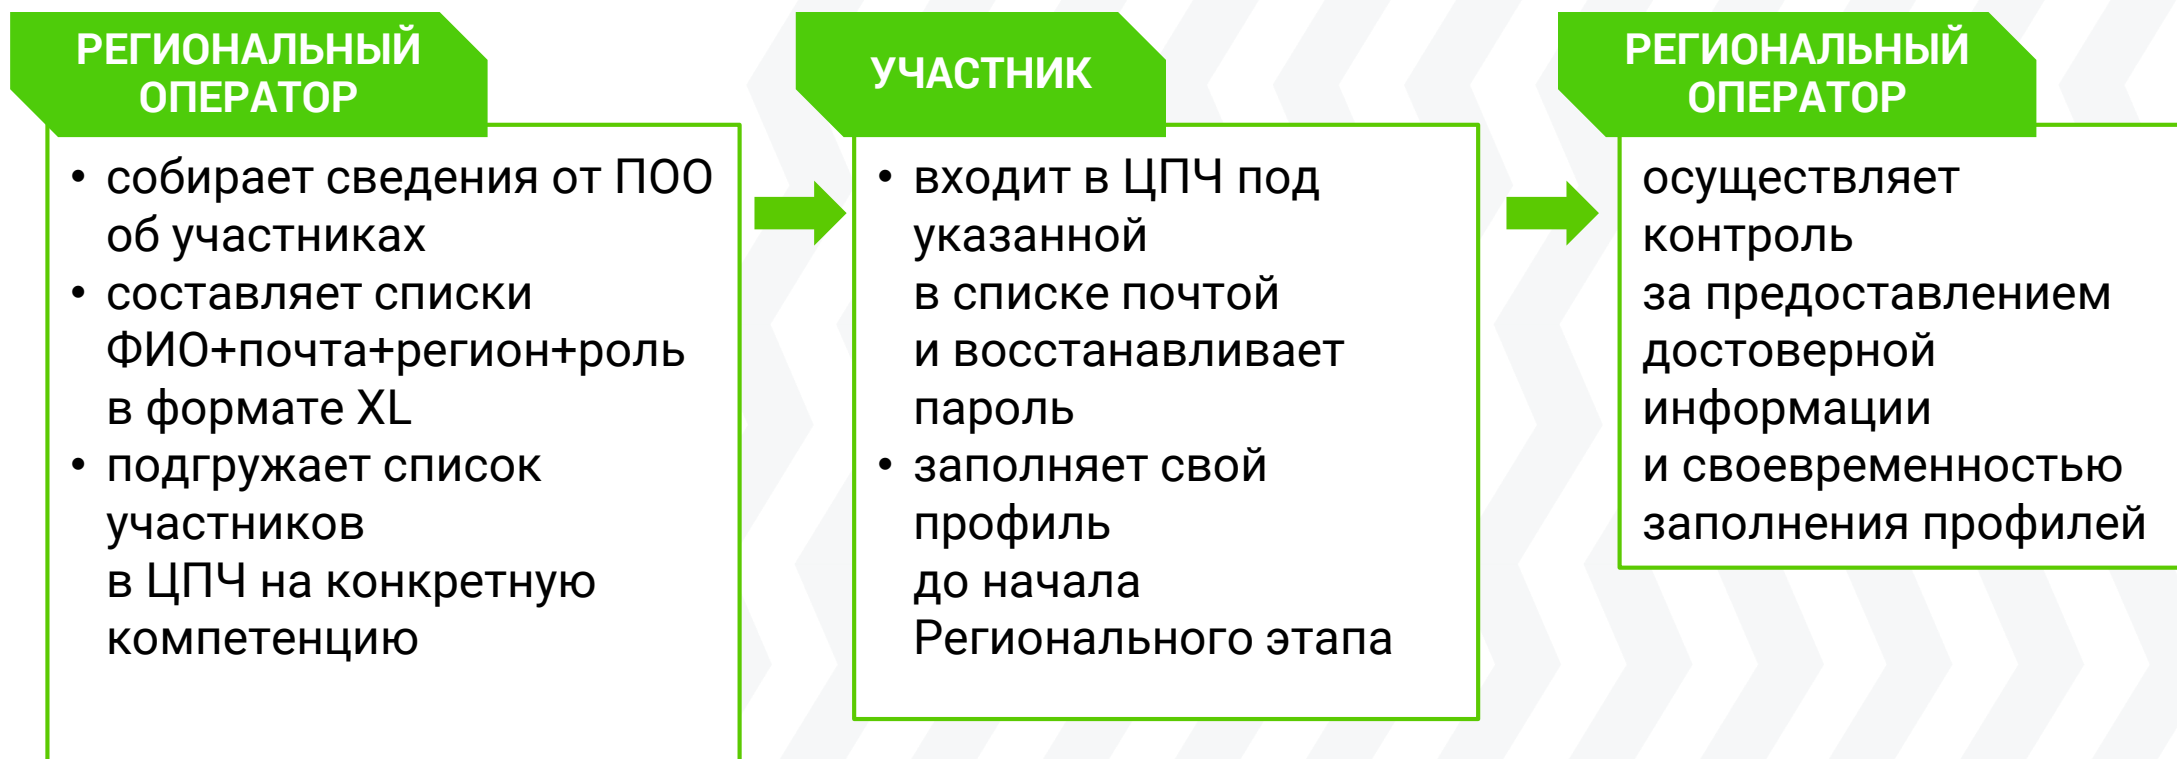 РЕГИОНАЛЬНЫЙ
ОПЕРАТОР
• собирает сведения от ПОО
об участниках
• составляет списки
ФИО+почта+регион+роль
в формате XL
• подгружает список
участников
в ЦПЧ на конкретную
компетенцию
УЧАСТНИК
• входит в ЦПЧ под
указанной
в списке почтой
и восстанавливает
пароль
• заполняет свой
профиль
до начала
Регионального этапа
РЕГИОНАЛЬНЫЙ
ОПЕРАТОР
осуществляет
контроль
за предоставлением
достоверной
информации
и своевременностью
заполнения профилей